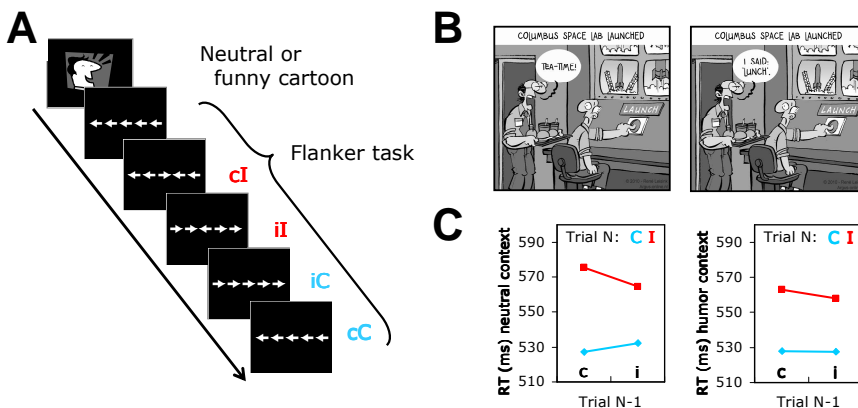 A
Neutral or
funny cartoon
Flanker task
cI
iI
iC
cC
B
COLUMBUS SPACE LAB LAUNCHED
TEA-TIME!
LAUNCH
COLUMBUS SPACE LAB LAUNCHED
I SAID:
'LUNCH'.
LAUNCH
C
RT (ms) neutral context
590
570
550
530
510
Trial N: C I
c i
Trial N-1
RT (ms) humor context
590
570
550
530
510
Trial N: C I
c i
Trial N-1